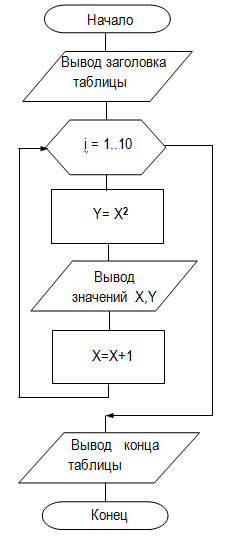 Начало
Вывод заголовка
таблицы
i = 1..10
Y= X²
Вывод
значений X,Y
X=X+1
Вывод конца
таблицы
Конец